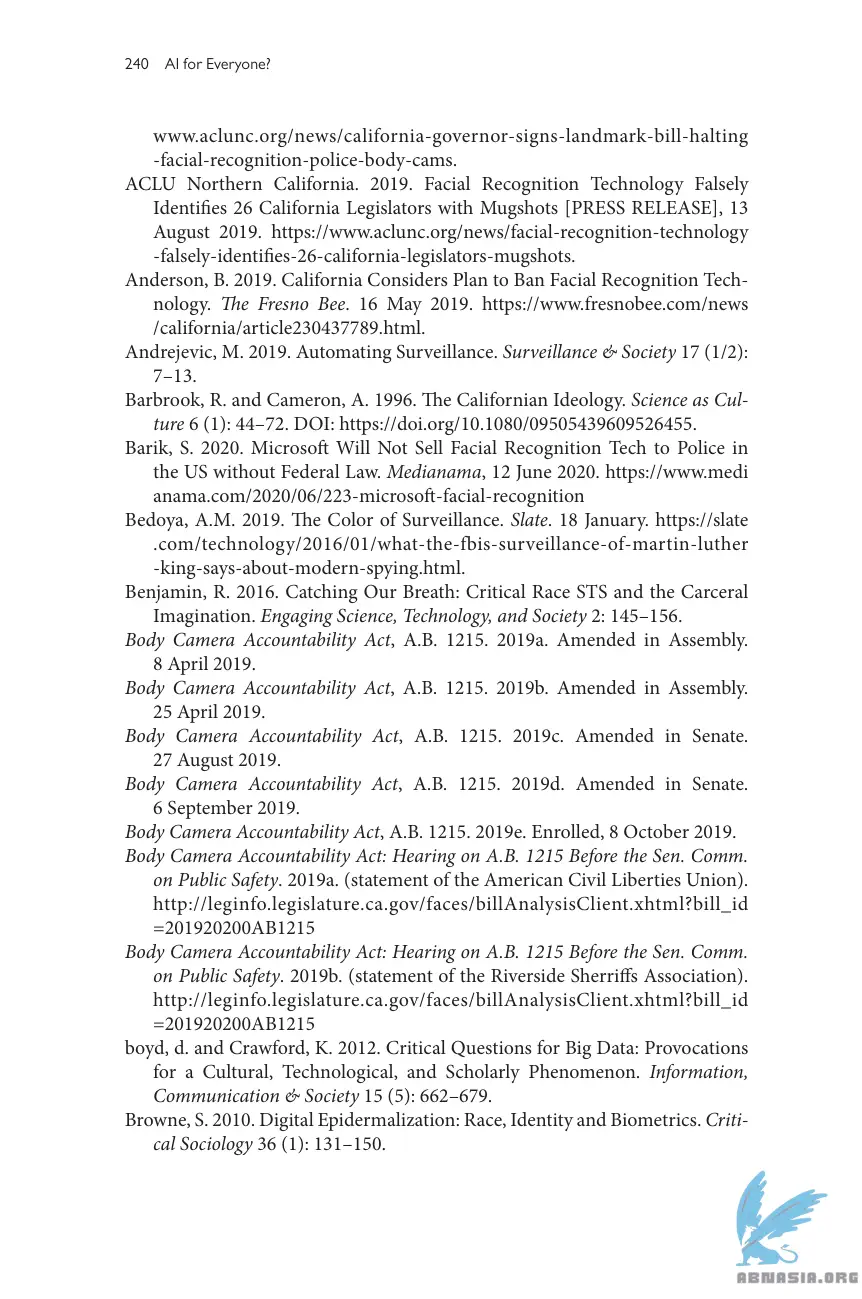 240 AI for Everyone?
www.aclunc.org/news/california-governor-signs-landmark-bill-halting
-facial-recognition-police-body-cams.
ACLU Northern California. 2019. Facial Recognition Technology Falsely
Identifies 26 California Legislators with Mugshots [PRESS RELEASE], 13
August 2019. https://www.aclunc.org/news/facial-recognition-technology
-falsely-identifies-26-california-legislators-mugshots.
Anderson, B. 2019. California Considers Plan to Ban Facial Recognition Tech-
nology. The Fresno Bee. 16 May 2019. https://www.fresnobee.com/news
/california/article230437789.html.
Andrejevic, M. 2019. Automating Surveillance. Surveillance & Society 17 (1/2):
7–13.
Barbrook, R. and Cameron, A. 1996. The Californian Ideology. Science as Cul-
ture 6 (1): 44–72. DOI: https://doi.org/10.1080/09505439609526455.
Barik, S. 2020. Microsoft Will Not Sell Facial Recognition Tech to Police in
the US without Federal Law. Medianama, 12 June 2020. https://www.medi
anama.com/2020/06/223-microsoft-facial-recognition
Bedoya, A.M. 2019. The Color of Surveillance. Slate. 18 January. https://slate
.com/technology/2016/01/what-the-fbis-surveillance-of-martin-luther
-king-says-about-modern-spying.html.
Benjamin, R. 2016. Catching Our Breath: Critical Race STS and the Carceral
Imagination. Engaging Science, Technology, and Society 2: 145–156.
Body Camera Accountability Act, A.B. 1215. 2019a. Amended in Assembly.
8 April 2019.
Body Camera Accountability Act, A.B. 1215. 2019b. Amended in Assembly.
25 April 2019.
Body Camera Accountability Act, A.B. 1215. 2019c. Amended in Senate.
27 August 2019.
Body Camera Accountability Act, A.B. 1215. 2019d. Amended in Senate.
6 September 2019.
Body Camera Accountability Act, A.B. 1215. 2019e. Enrolled, 8 October 2019.
Body Camera Accountability Act: Hearing on A.B. 1215 Before the Sen. Comm.
on Public Safety. 2019a. (statement of the American Civil Liberties Union).
http://leginfo.legislature.ca.gov/faces/billAnalysisClient.xhtml?bill_id
=201920200AB1215
Body Camera Accountability Act: Hearing on A.B. 1215 Before the Sen. Comm.
on Public Safety. 2019b. (statement of the Riverside Sherriffs Association).
http://leginfo.legislature.ca.gov/faces/billAnalysisClient.xhtml?bill_id
=201920200AB1215
boyd, d. and Crawford, K. 2012. Critical Questions for Big Data: Provocations
for a Cultural, Technological, and Scholarly Phenomenon. Information,
Communication & Society 15 (5): 662–679.
Browne, S. 2010. Digital Epidermalization: Race, Identity and Biometrics. Criti-
cal Sociology 36 (1): 131–150.
ABNASIA.ORG